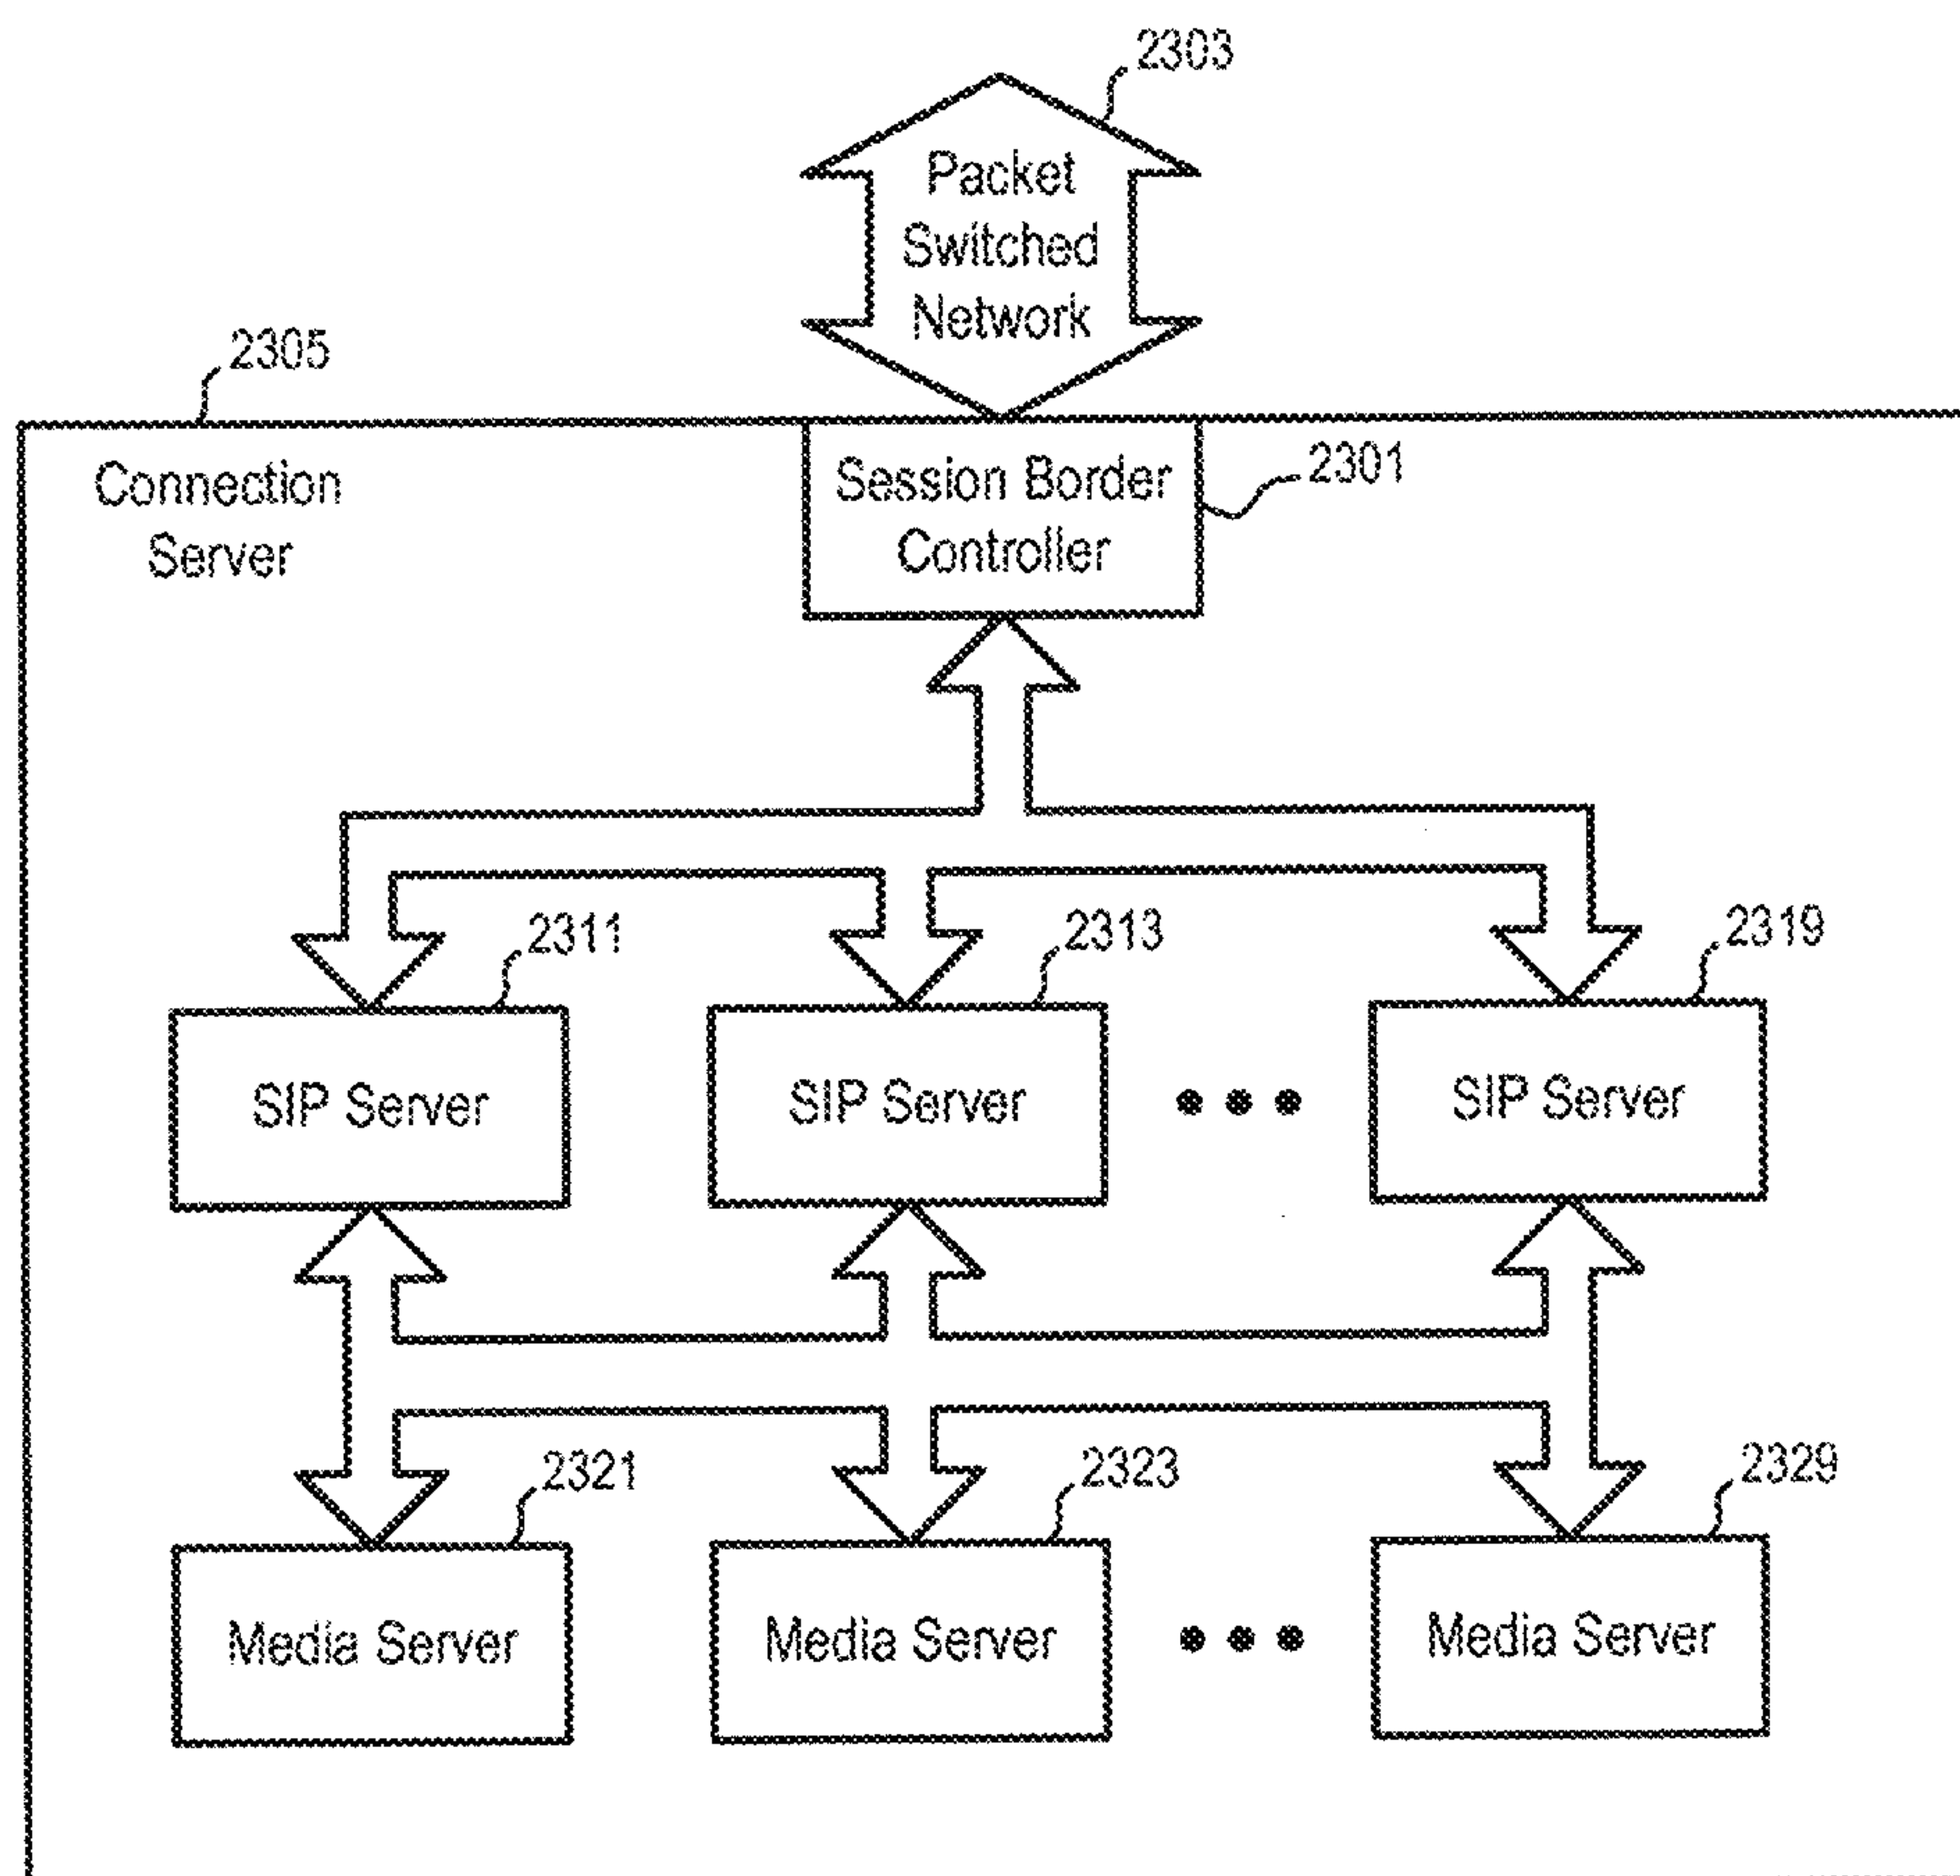 2303
Packet
Switched
Network
2305
Connection
Server
Session Border
Controller
2301
2311
2313
2319
SIP Server
SIP Server
SIP Server
2321
2323
2329
Media Server
Media Server
Media Server